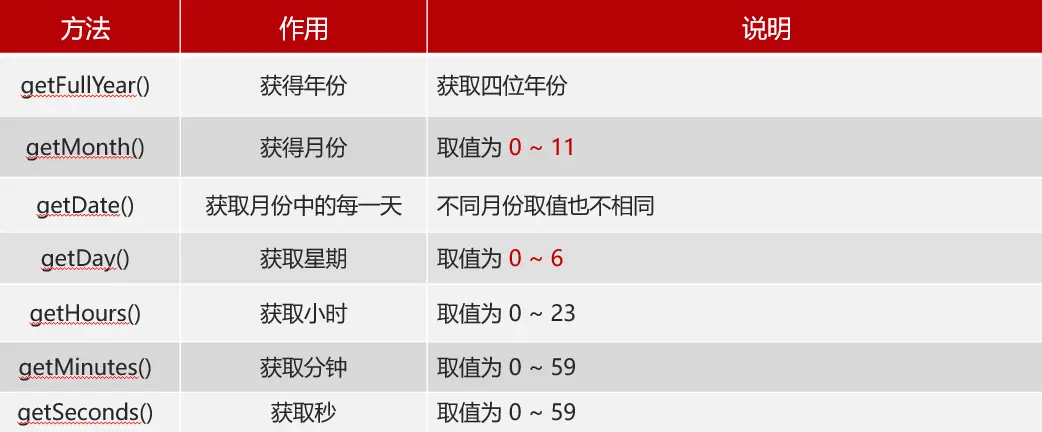 方法 作用 说明
getFullYear() 获得年份 获取四位年份
getMonth() 获得月份 取值为 0 ~ 11
getDate() 获取月份中的每一天 不同月份取值也不相同
getDay() 获取星期 取值为 0 ~ 6
getHours() 获取小时 取值为 0 ~ 23
getMinutes() 获取分钟 取值为 0 ~ 59
getSeconds() 获取秒 取值为 0 ~ 59